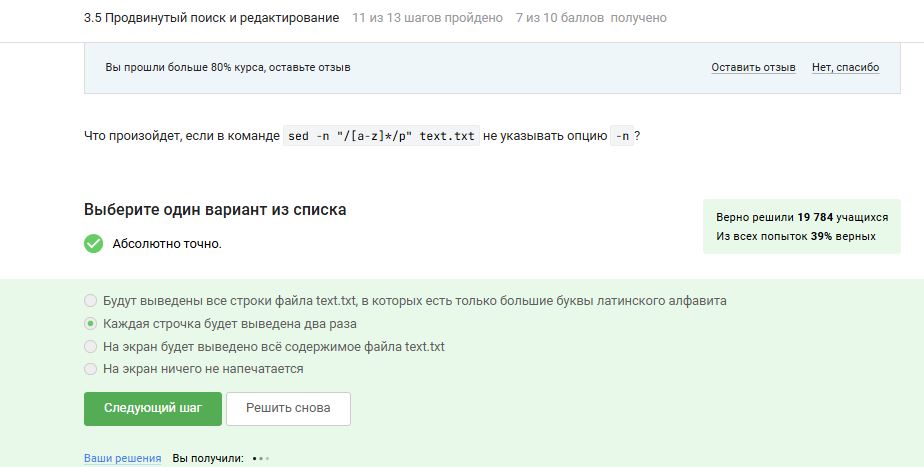 3.5 Продвинутый поиск и редактирование 11 из 13 шагов пройдено 7 из 10 баллов получено
Вы прошли больше 80% курса, оставьте отзыв Оставить отзыв Нет, спасибо
Что произойдет, если в команде sed -n "/[a-z]*/p" text.txt не указывать опцию -n ?
Выберите один вариант из списка
Абсолютно точно.
Верно решили 19 784 учащихся
Из всех попыток 39% верных
Будут выведены все строки файла text.txt, в которых есть только большие буквы латинского алфавита
Каждая строчка будет выведена два раза
На экран будет выведено всё содержимое файла text.txt
На экран ничего не напечатается
Следующий шаг Решить снова
Ваши решения Вы получили: